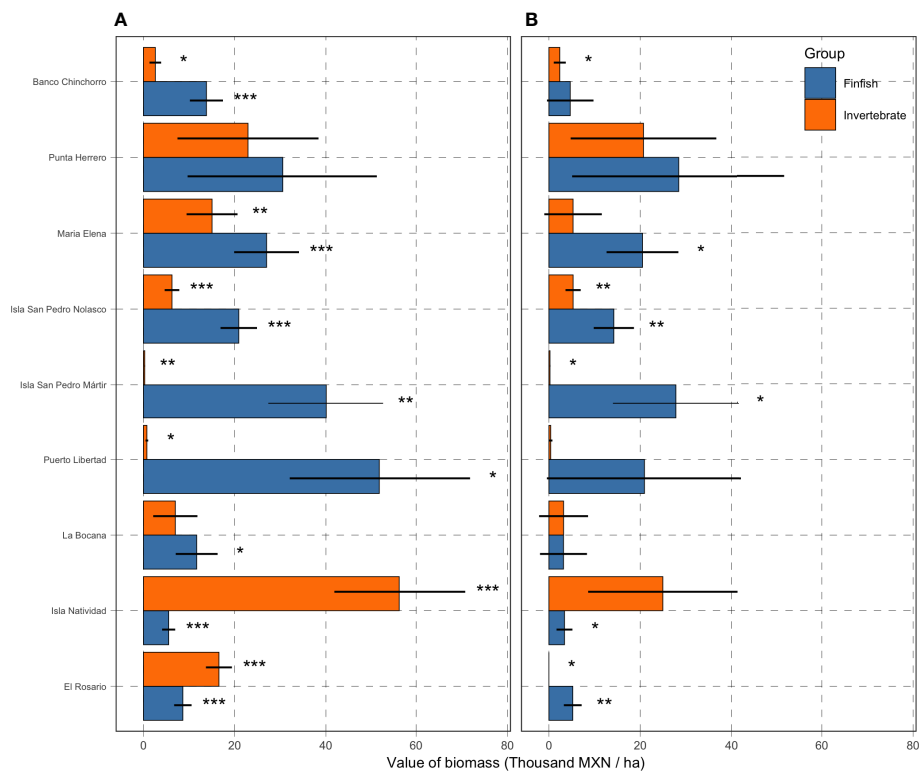 A
B
Banco Chinchorro
Punta Herrero
Maria Elena
Isla San Pedro Nolasco
Isla San Pedro Mártir
Puerto Libertad
La Bocana
Isla Natividad
El Rosario
*
***
**
***
***
***
**
**
*
*
*
***
***
***
***
*
*
**
**
*
*
*
*
**
Group
Finfish
Invertebrate
0 20 40 60 80
0 20 40 60 80
Value of biomass (Thousand MXN / ha)